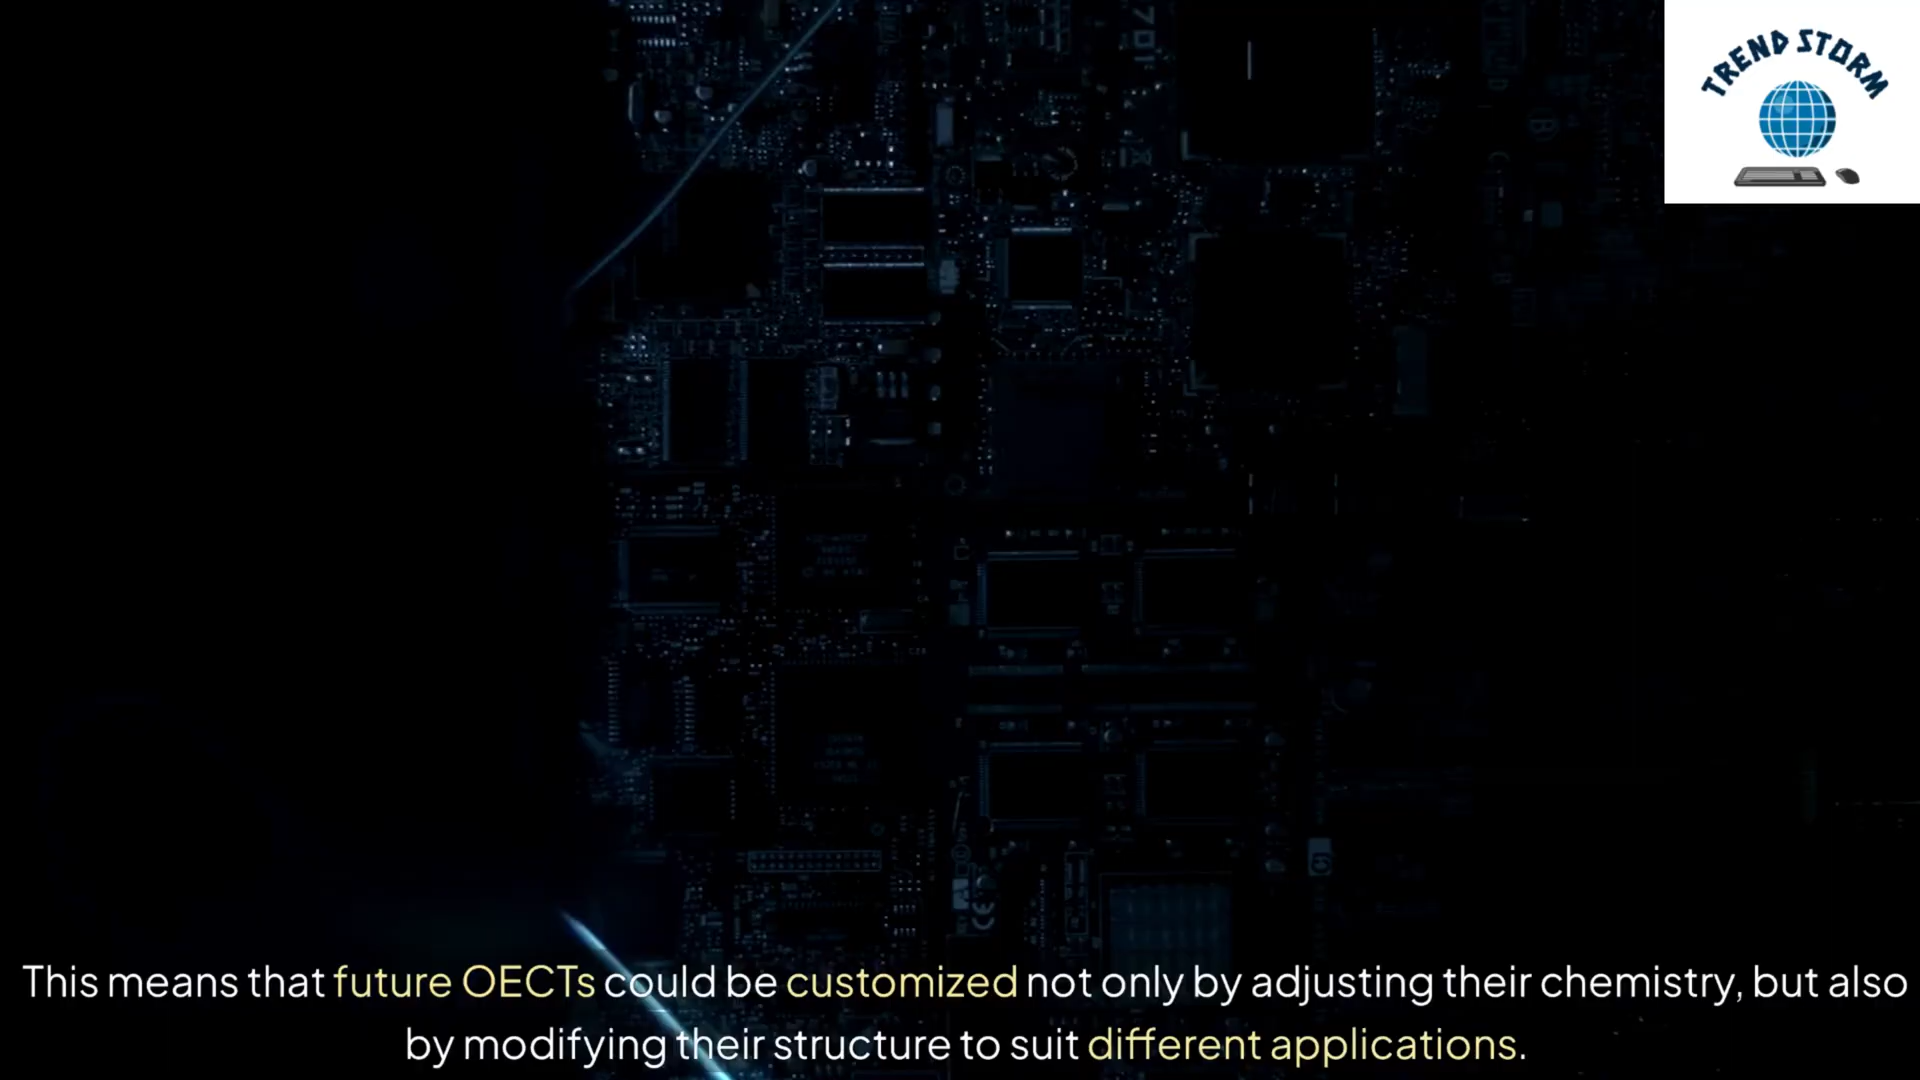 TREND STORM
This means that future OECTs could be customized not only by adjusting their chemistry, but also
by modifying their structure to suit different applications.